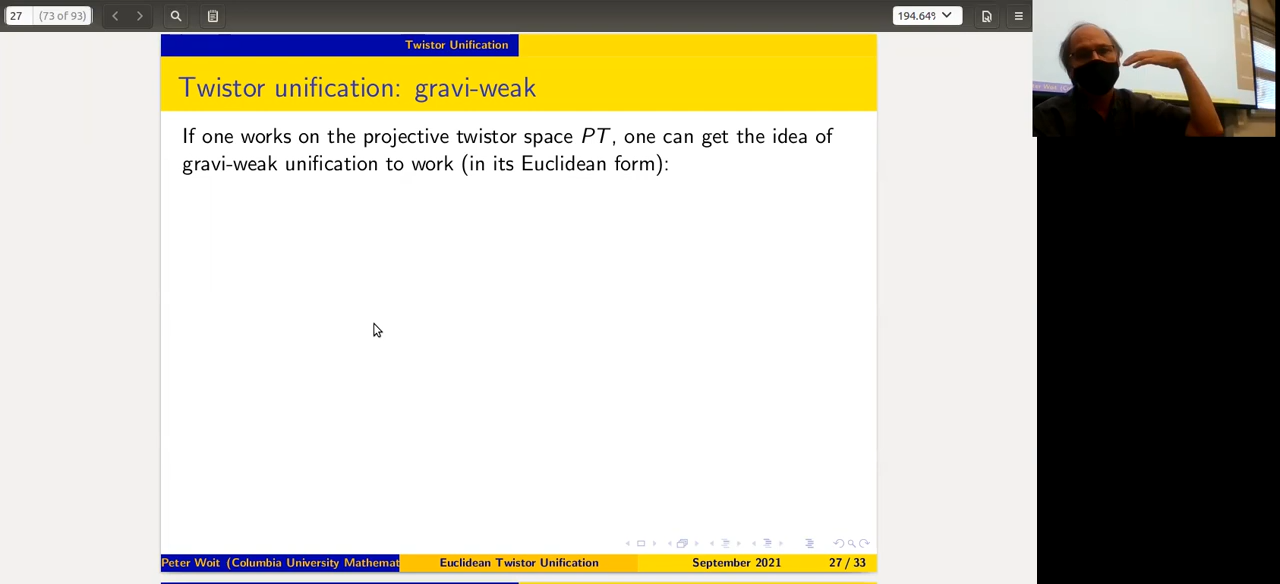 27 (73 of 93) 194.64%
Twistor Unification
Twistor unification: gravi-weak
If one works on the projective twistor space PT, one can get the idea of
gravi-weak unification to work (in its Euclidean form):
Peter Woit (Columbia University Mathemat Euclidean Twistor Unification September 2021 27 / 33